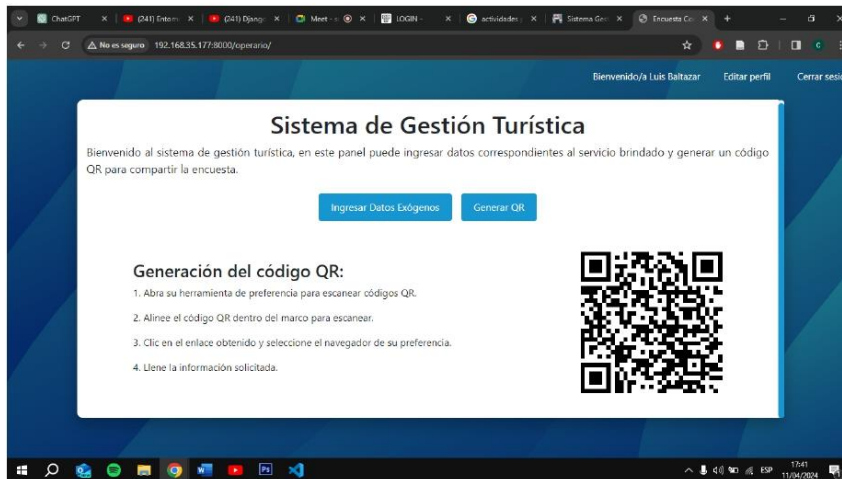 ChatGPT
(241) Entorn
(241) Djang
Meet -
LOGIN -
actividades
Sistema Ges
Encuesta Co
No es seguro 192.168.35.177:8000/operario/
Bienvenido/a Luis Baltazar Editar perfil Cerrar sesió
Sistema de Gestión Turística
Bienvenido al sistema de gestión turística, en este panel puede ingresar datos correspondientes al servicio brindado y generar un código
QR para compartir la encuesta.
Ingresar Datos Exógenos Generar QR
Generación del código QR:
1. Abra su herramienta de preferencia para escanear códigos QR.
2. Alinee el código QR dentro del marco para escanear.
3. Clic en el enlace obtenido y seleccione el navegador de su preferencia.
4. Llene la información solicitada.
ESP
17:41
11/04/2024